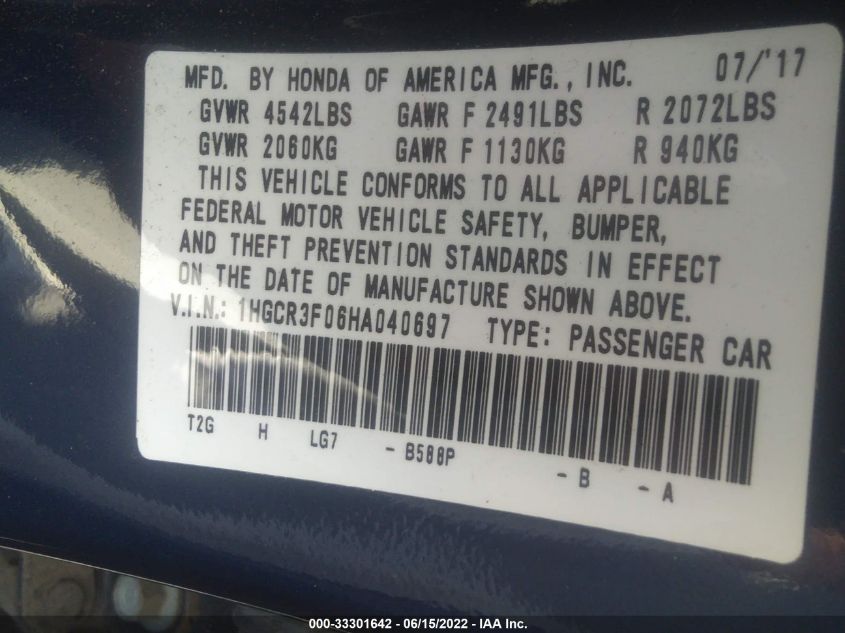 MFD. BY HONDA OF AMERICA MFG., INC. 07/'17
GVWR 4542LBS GAWR F 2491LBS R 2072LBS
GVWR 2060KG GAWR F 1130KG R 940KG
THIS VEHICLE CONFORMS TO ALL APPLICABLE
FEDERAL MOTOR VEHICLE SAFETY, BUMPER,
AND THEFT PREVENTION STANDARDS IN EFFECT
ON THE DATE OF MANUFACTURE SHOWN ABOVE.
V.I.N.: 1HGCR3F06HA040697 TYPE: PASSENGER CAR
T2G H LG7 - B588P - B - A
000-33301642 - 06/15/2022 - IAA Inc.